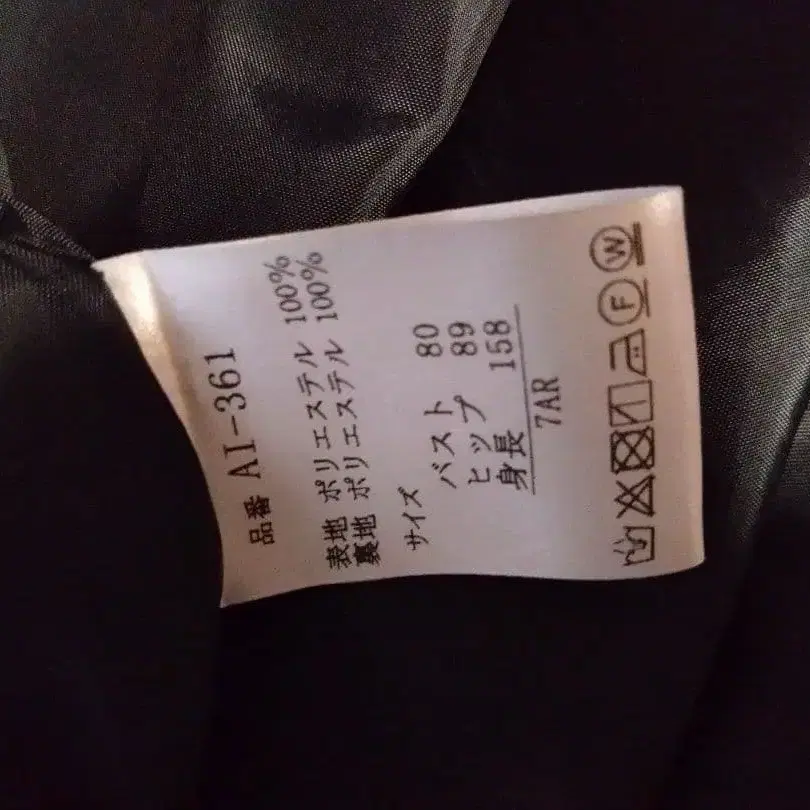 品番 AI-361
表地 ポリエステル 100%
裏地 ポリエステル 100%
サイズ
バスト 80
ヒップ 89
身長 158
7AR
F W